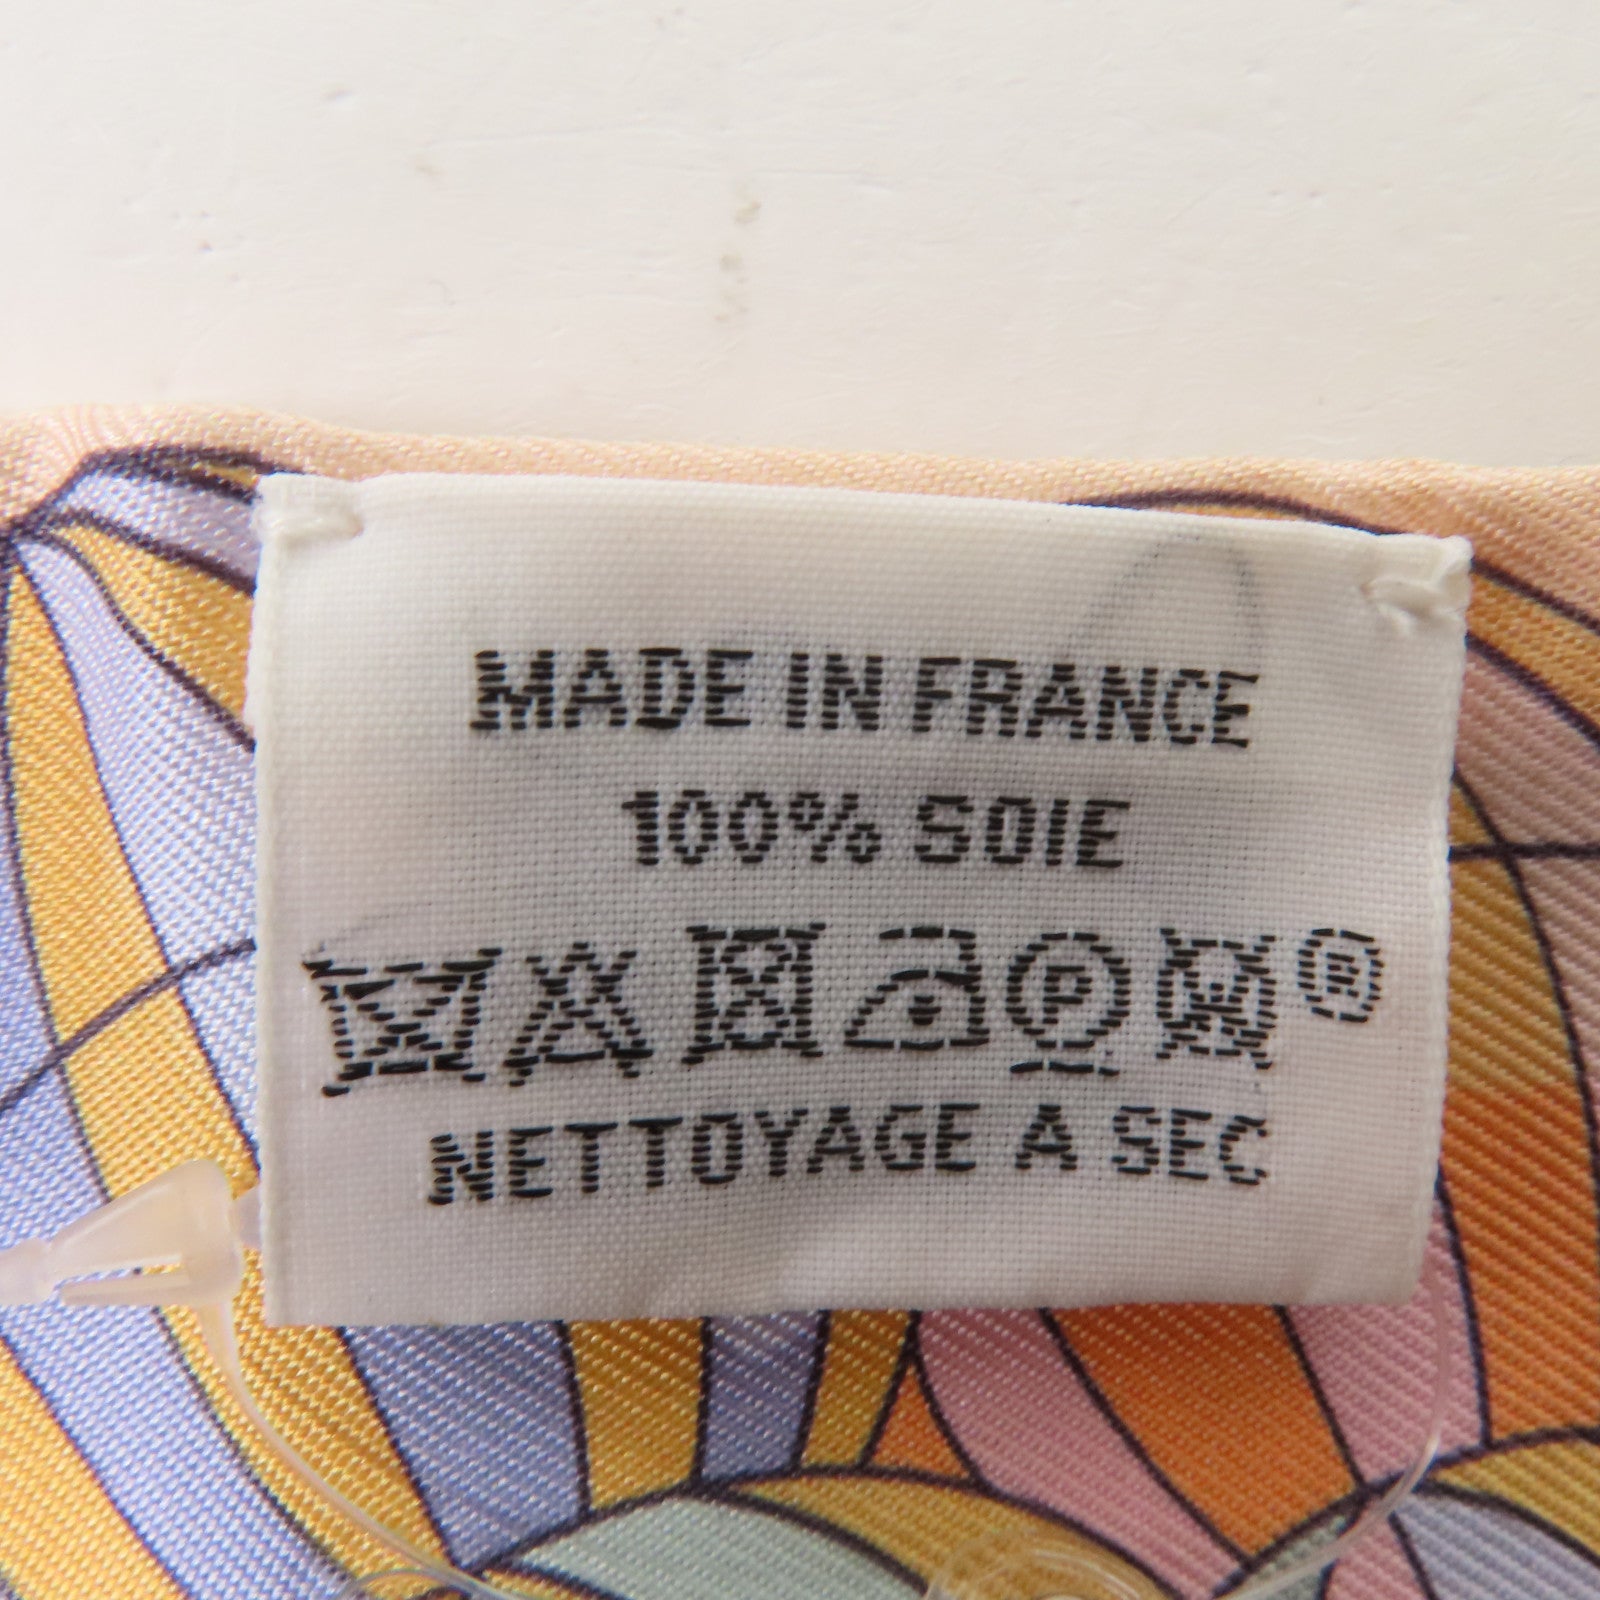 MADE IN FRANCE
100% SOIE
P W ®
NETTOYAGE A SEC